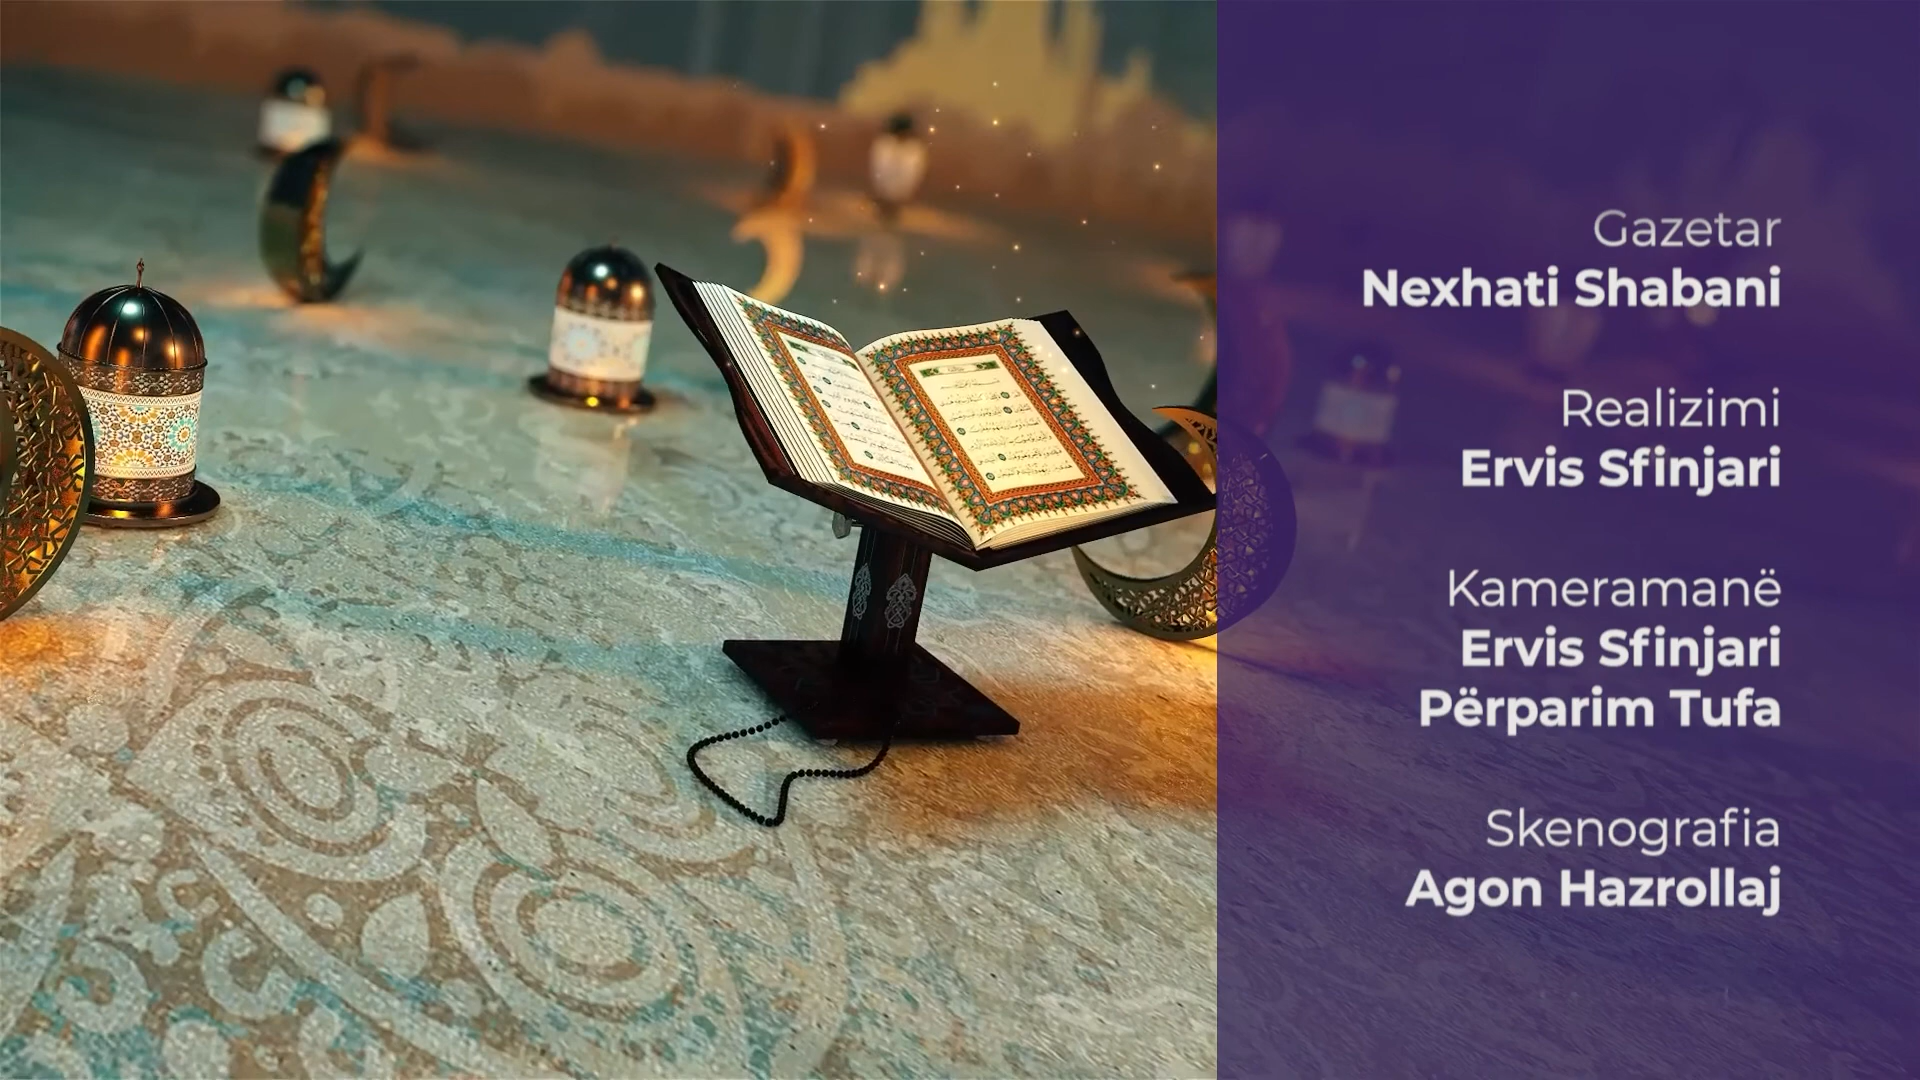 Gazetar
Nexhati Shabani
Realizimi
Ervis Sfinjari
Kameramanë
Ervis Sfinjari
Përparim Tufa
Skenografia
Agon Hazrollaj